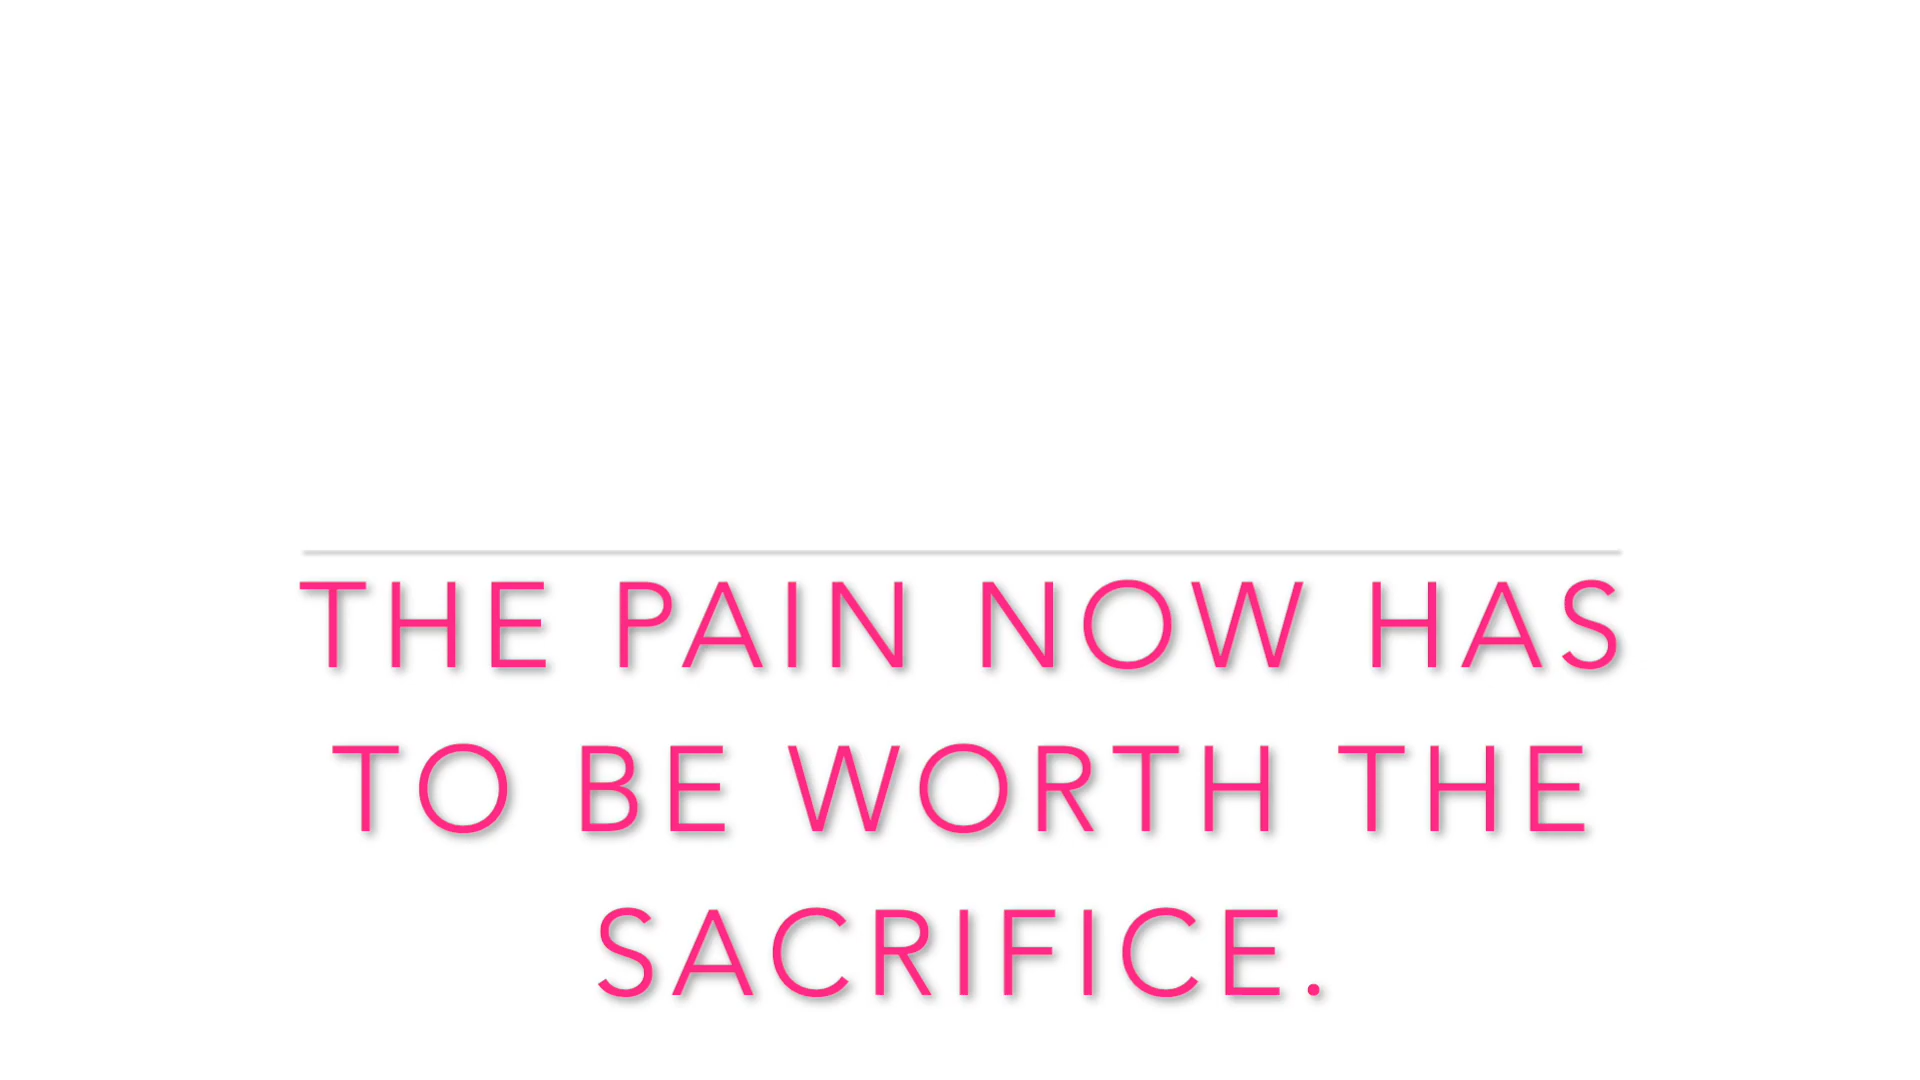 THE PAIN NOW HAS
TO BE WORTH THE
SACRIFICE.